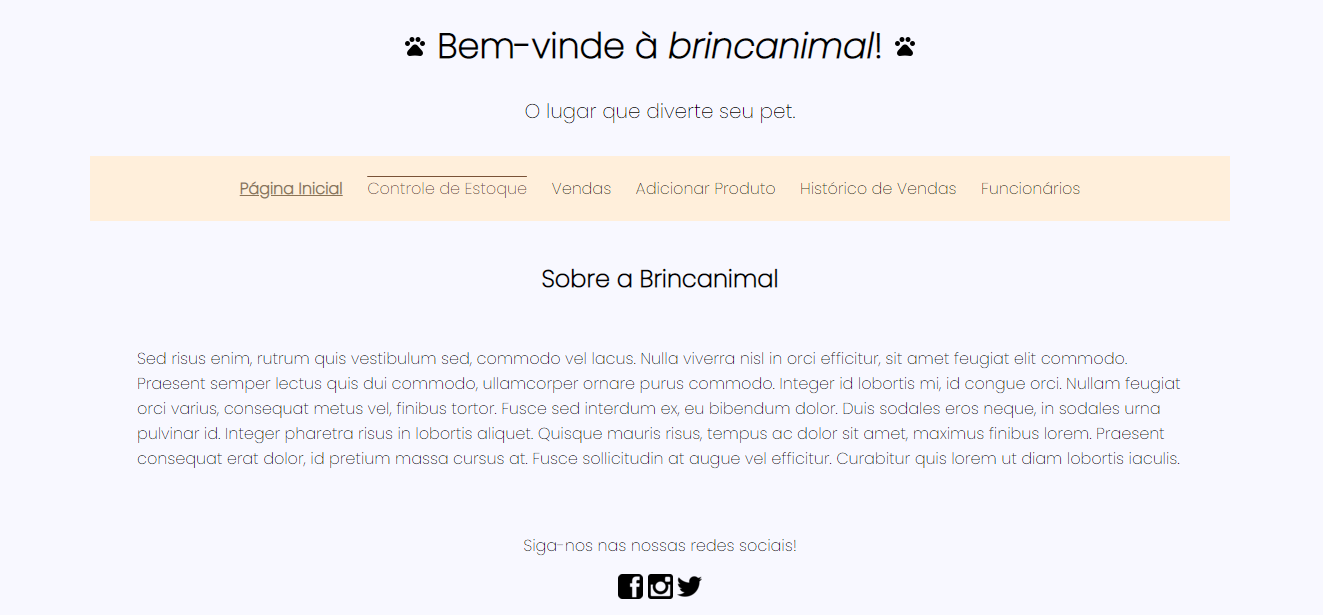 Bem-vinde à brincanimal!
O lugar que diverte seu pet.
Página Inicial Controle de Estoque Vendas Adicionar Produto Histórico de Vendas Funcionários
Sobre a Brincanimal
Sed risus enim, rutrum quis vestibulum sed, commodo vel lacus. Nulla viverra nisl in orci efficitur, sit amet feugiat elit commodo.
Praesent semper lectus quis dui commodo, ullamcorper ornare purus commodo. Integer id lobortis mi, id congue orci. Nullam feugiat
orci varius, consequat metus vel, finibus tortor. Fusce sed interdum ex, eu bibendum dolor. Duis sodales eros neque, in sodales urna
pulvinar id. Integer pharetra risus in lobortis aliquet. Quisque mauris risus, tempus ac dolor sit amet, maximus finibus lorem. Praesent
consequat erat dolor, id pretium massa cursus at. Fusce sollicitudin at augue vel efficitur. Curabitur quis lorem ut diam lobortis iaculis.
Siga-nos nas nossas redes sociais!